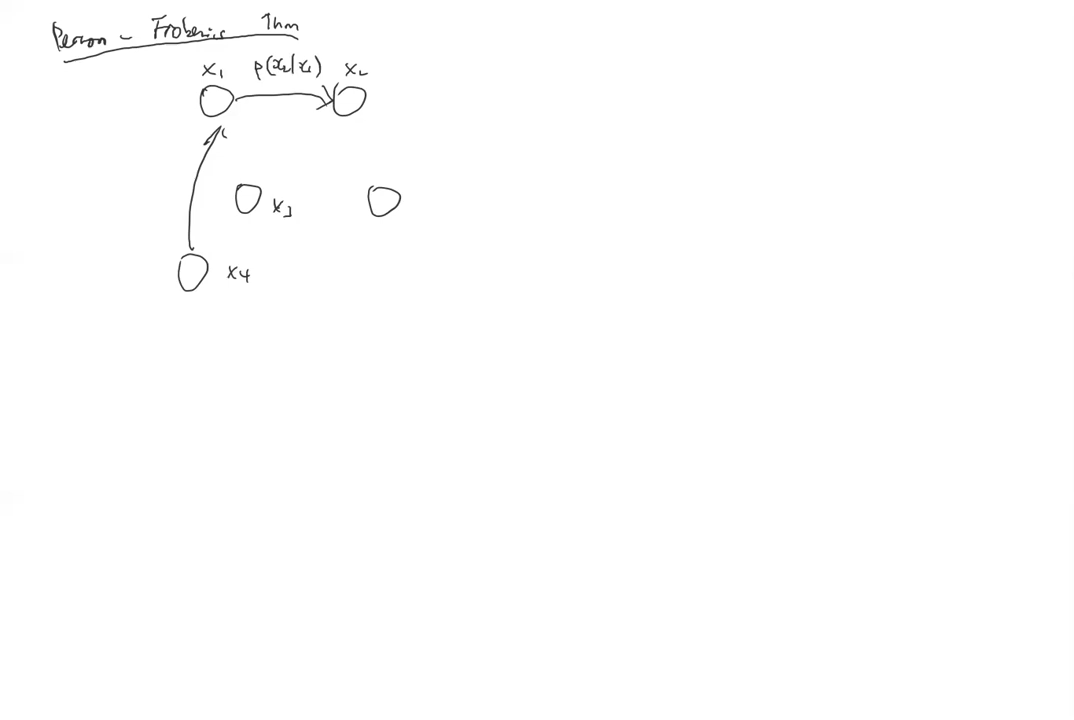 Perron - Frobenius Thm
x1 p(x2|x1) x2
x3
x4